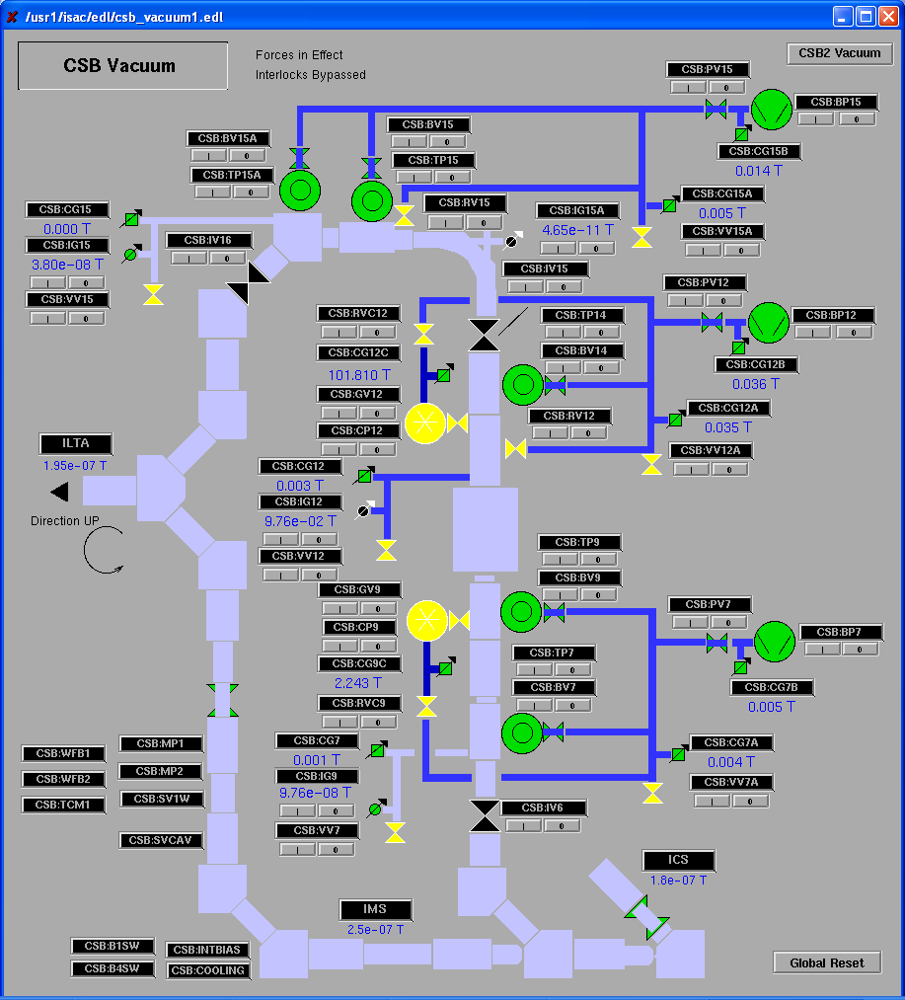 /usr1/isac/edl/csb_vacuum1.edl
CSB Vacuum
Forces in Effect
Interlocks Bypassed
CSB2 Vacuum
CSB:PV15
I 0
CSB:BP15
I 0
CSB:CG15B
0.014 T
CSB:BV15A
I 0
CSB:TP15A
I 0
CSB:BV15
I 0
CSB:TP15
I 0
CSB:RV15
I 0
CSB:CG15A
0.005 T
CSB:VV15A
I 0
CSB:IG15A
4.65e-11 T
I 0
CSB:CG15
0.000 T
CSB:IG15
3.80e-08 T
I 0
CSB:VV15
I 0
CSB:IV16
I 0
CSB:IV15
I 0
CSB:PV12
I 0
CSB:BP12
I 0
CSB:CG12B
0.036 T
CSB:RVC12
I 0
CSB:CG12C
101.810 T
CSB:GV12
I 0
CSB:CP12
I 0
CSB:TP14
I 0
CSB:BV14
I 0
CSB:RV12
I 0
CSB:CG12A
0.035 T
CSB:VV12A
I 0
ILTA
1.95e-07 T
Direction UP
CSB:CG12
0.003 T
CSB:IG12
9.76e-02 T
I 0
CSB:VV12
I 0
CSB:TP9
I 0
CSB:BV9
I 0
CSB:GV9
I 0
CSB:CP9
I 0
CSB:CG9C
2.243 T
CSB:RVC9
I 0
CSB:TP7
I 0
CSB:BV7
I 0
CSB:PV7
I 0
CSB:BP7
I 0
CSB:CG7B
0.005 T
CSB:CG7
0.001 T
CSB:IG9
9.76e-08 T
I 0
CSB:VV7
I 0
CSB:CG7A
0.004 T
CSB:VV7A
I 0
CSB:IV6
I 0
CSB:WFB1
CSB:WFB2
CSB:TCM1
CSB:MP1
CSB:MP2
CSB:SV1W
CSB:SVCAV
ICS
1.8e-07 T
IMS
2.5e-07 T
CSB:B1SW
CSB:B4SW
CSB:INTBIAS
CSB:COOLING
Global Reset